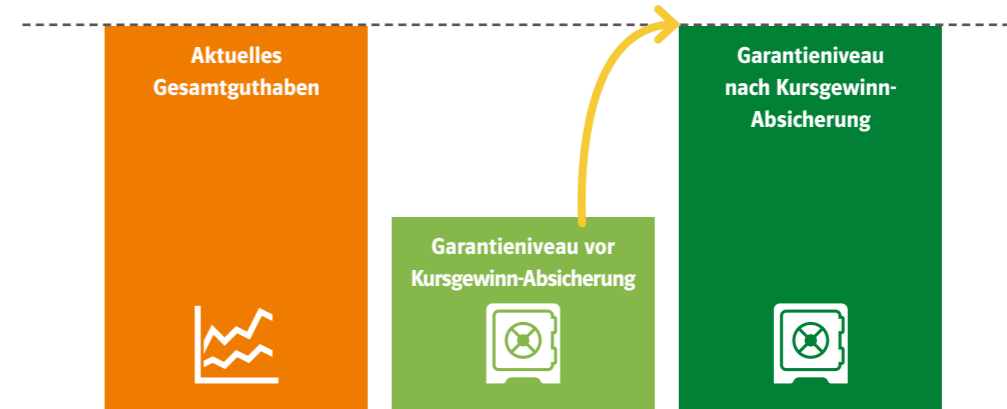 Aktuelles
Gesamtguthaben
Garantieniveau vor
Kursgewinn-Absicherung
Garantieniveau
nach Kursgewinn-
Absicherung